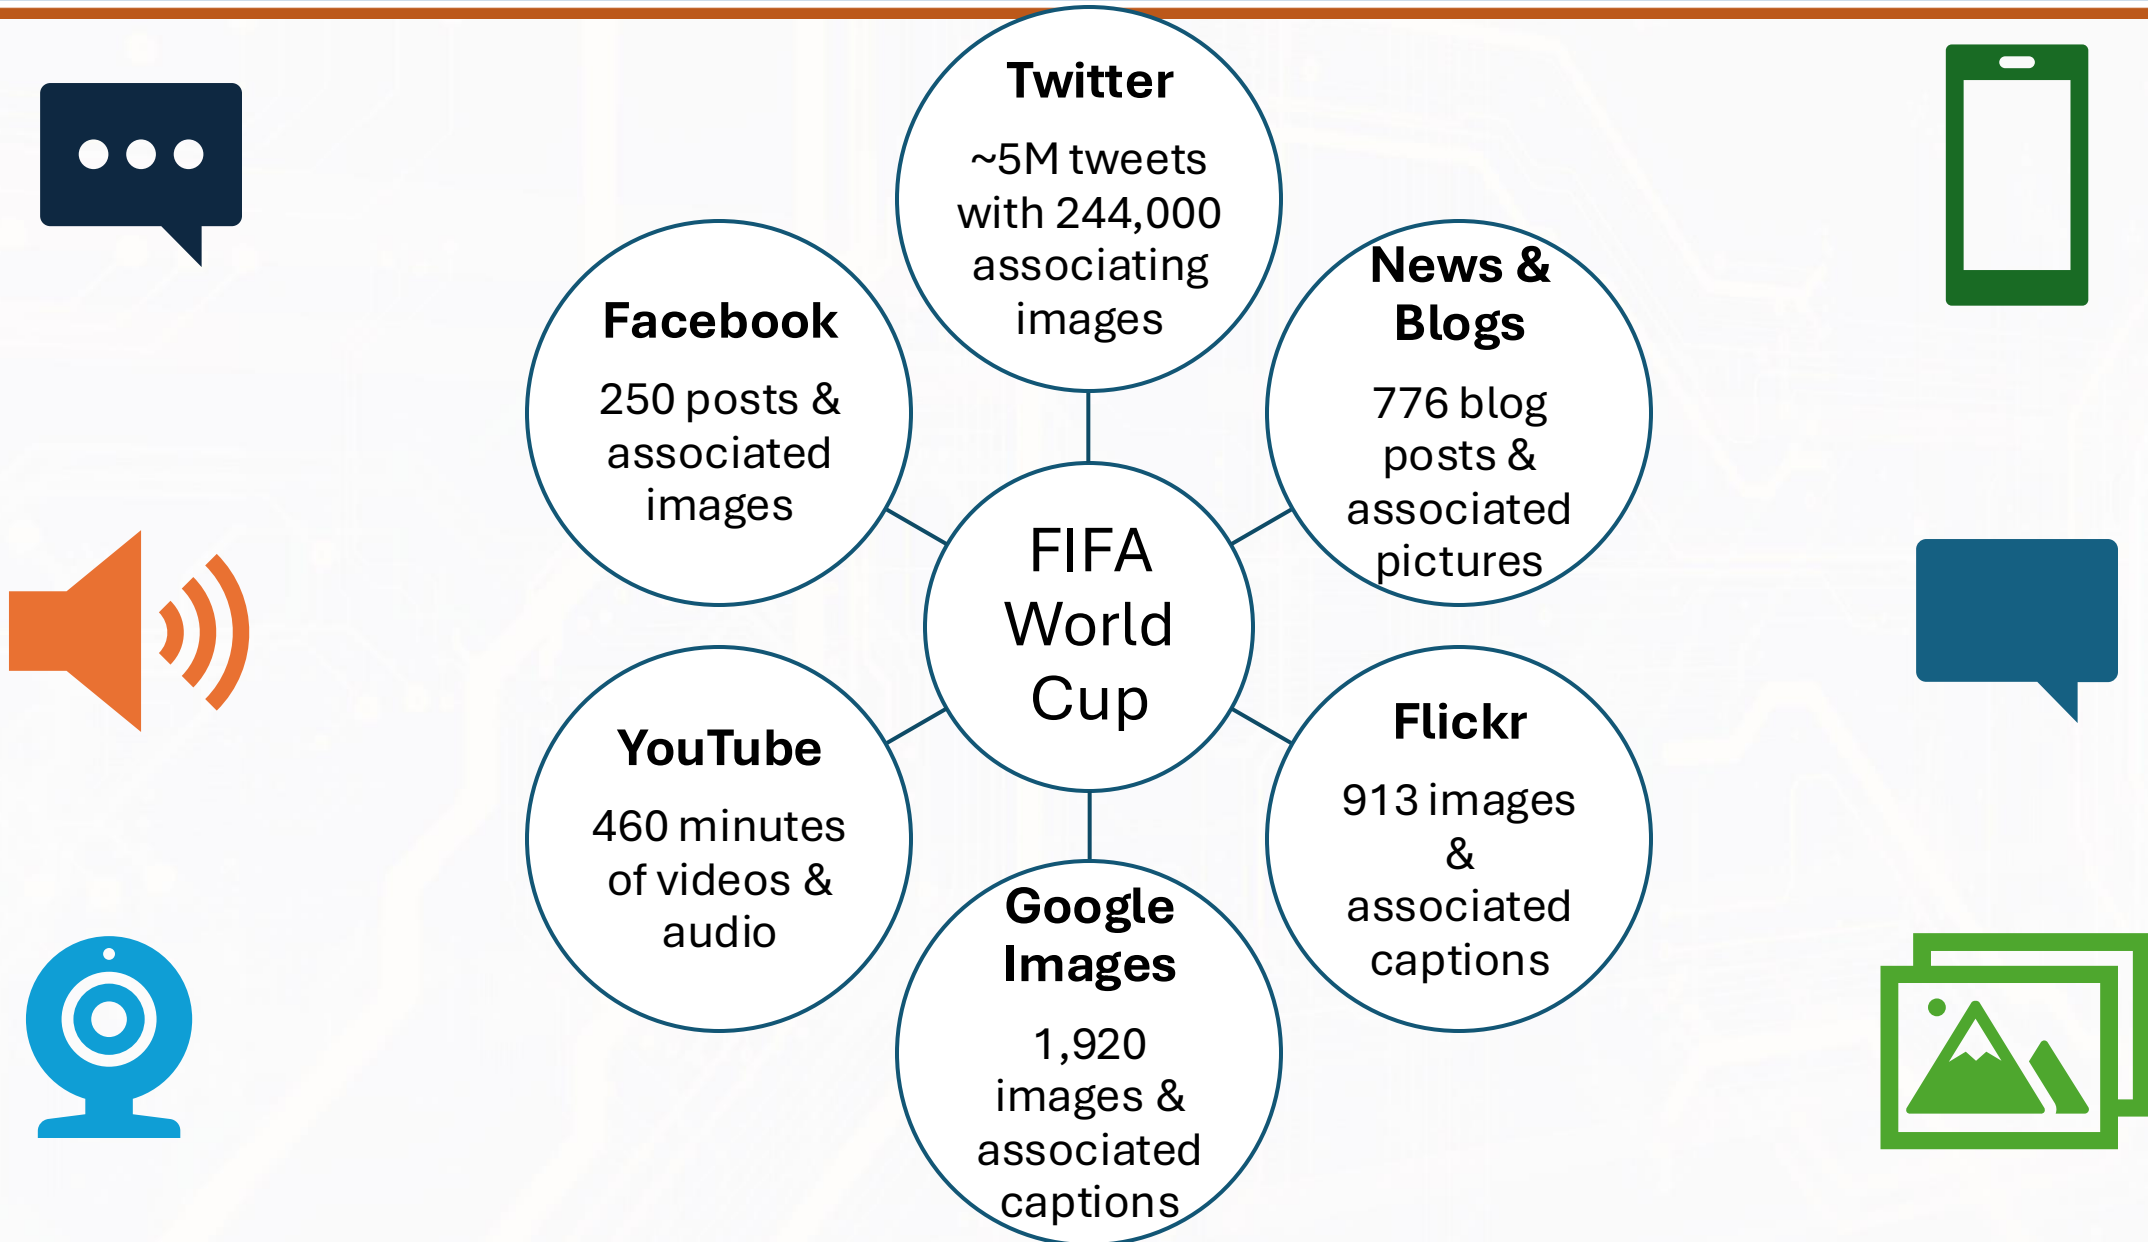 Twitter
~5M tweets
with 244,000
associating
images
News &
Blogs
776 blog
posts &
associated
pictures
Flickr
913 images
&
associated
captions
Google
Images
1,920
images &
associated
captions
YouTube
460 minutes
of videos &
audio
Facebook
250 posts &
associated
images
FIFA
World
Cup